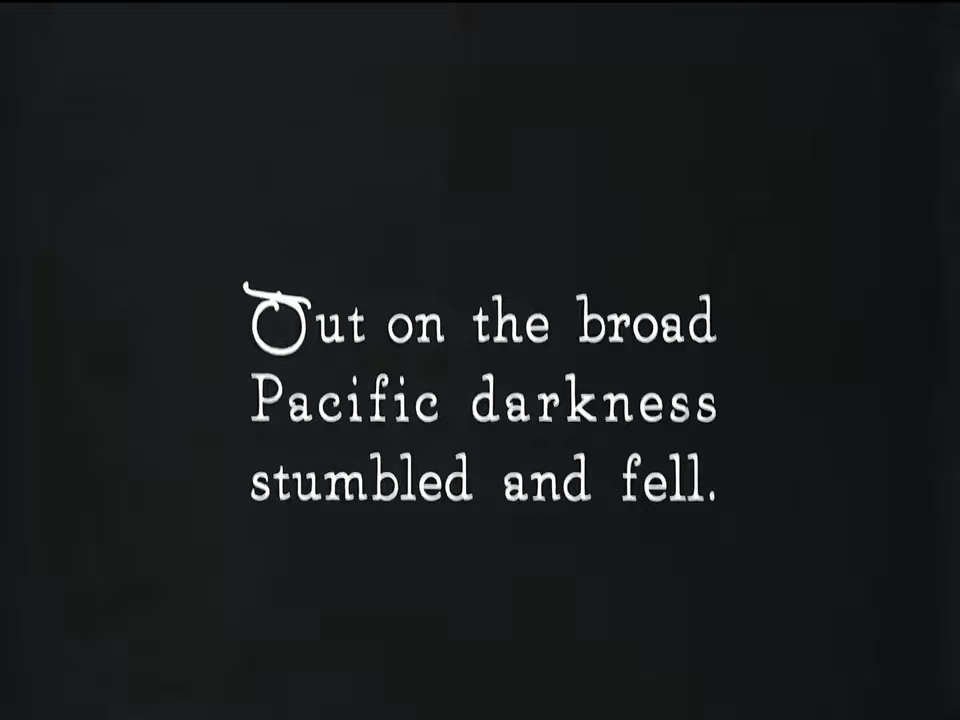 Out on the broad
Pacific darkness
stumbled and fell.